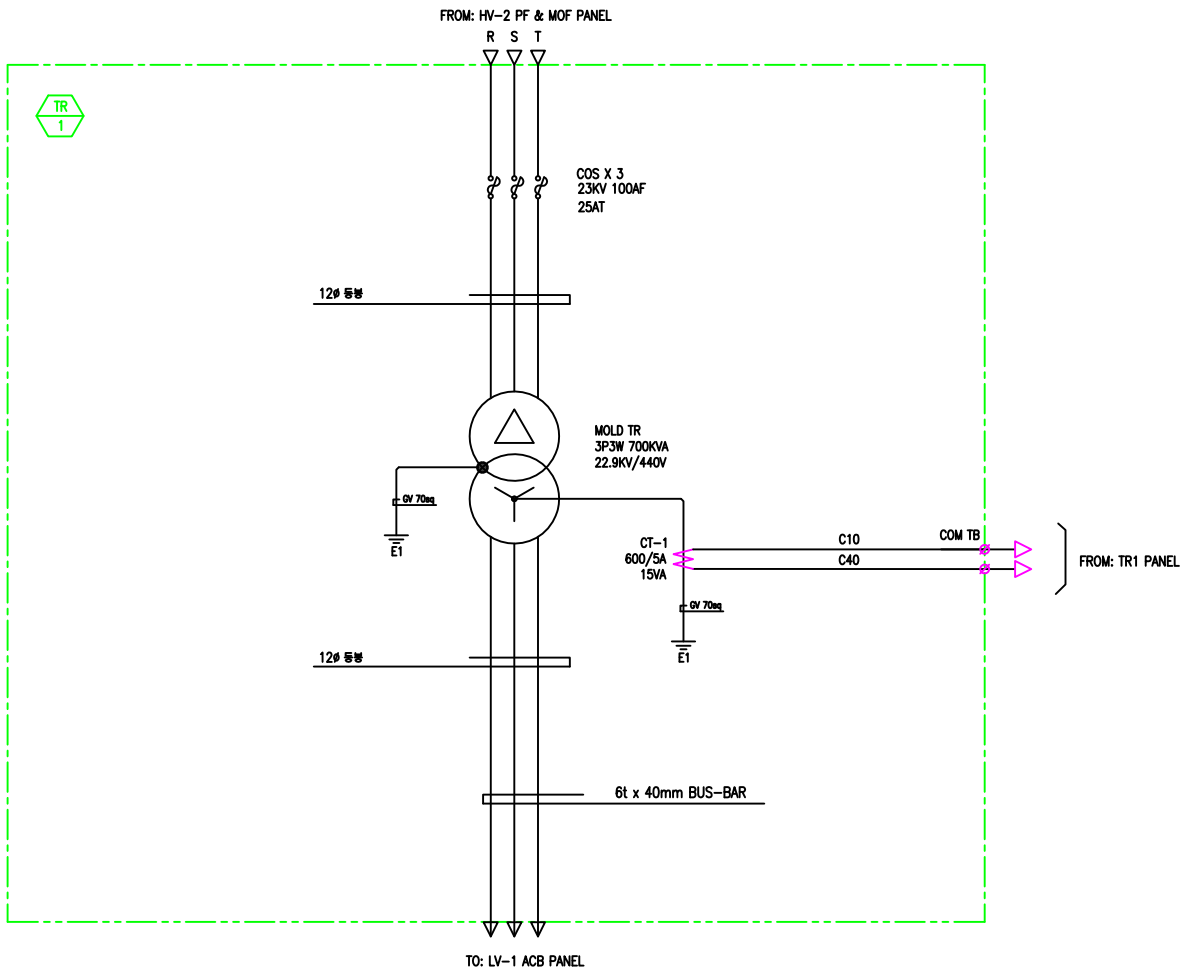 FROM: HV-2 PF & MOF PANEL
R S T
TR
1
COS X 3
23KV 100AF
25AT
12ø 동봉
MOLD TR
3P3W 700KVA
22.9KV/440V
GV 70sq
E1
CT-1
600/5A
15VA
C10
C40
COM TB
FROM: TR1 PANEL
GV 70sq
E1
12ø 동봉
6t x 40mm BUS-BAR
TO: LV-1 ACB PANEL